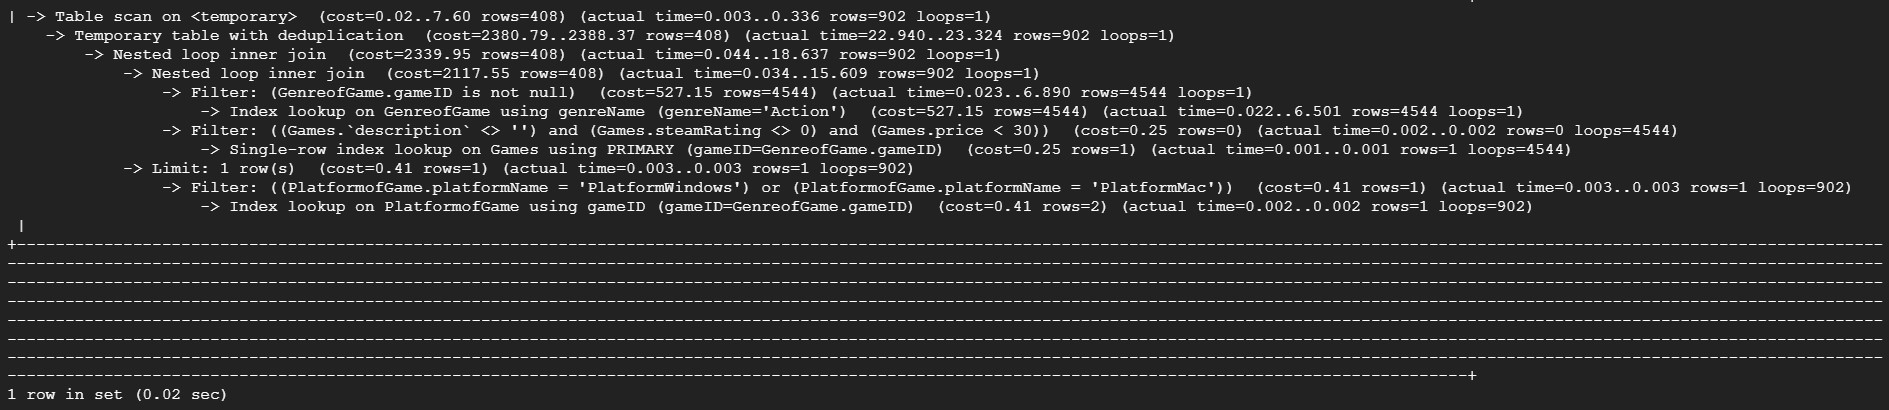 | -> Table scan on <temporary>  (cost=0.02..7.60 rows=408) (actual time=0.003..0.336 rows=902 loops=1)
    -> Temporary table with deduplication  (cost=2380.79..2388.37 rows=408) (actual time=22.940..23.324 rows=902 loops=1)
        -> Nested loop inner join  (cost=2339.95 rows=408) (actual time=0.044..18.637 rows=902 loops=1)
            -> Nested loop inner join  (cost=2117.55 rows=408) (actual time=0.034..15.609 rows=902 loops=1)
                -> Filter: (GenreofGame.gameID is not null)  (cost=527.15 rows=4544) (actual time=0.023..6.890 rows=4544 loops=1)
                    -> Index lookup on GenreofGame using genreName (genreName='Action')  (cost=527.15 rows=4544) (actual time=0.022..6.501 rows=4544 loops=1)
                -> Filter: ((Games.`description` <> '') and (Games.steamRating <> 0) and (Games.price < 30))  (cost=0.25 rows=0) (actual time=0.002..0.002 rows=0 loops=4544)
                    -> Single-row index lookup on Games using PRIMARY (gameID=GenreofGame.gameID)  (cost=0.25 rows=1) (actual time=0.001..0.001 rows=1 loops=4544)
            -> Limit: 1 row(s)  (cost=0.41 rows=1) (actual time=0.003..0.003 rows=1 loops=902)
                -> Filter: ((PlatformofGame.platformName = 'PlatformWindows') or (PlatformofGame.platformName = 'PlatformMac'))  (cost=0.41 rows=1) (actual time=0.003..0.003 rows=1 loops=902)
                    -> Index lookup on PlatformofGame using gameID (gameID=GenreofGame.gameID)  (cost=0.41 rows=2) (actual time=0.002..0.002 rows=1 loops=902)
 |
1 row in set (0.02 sec)